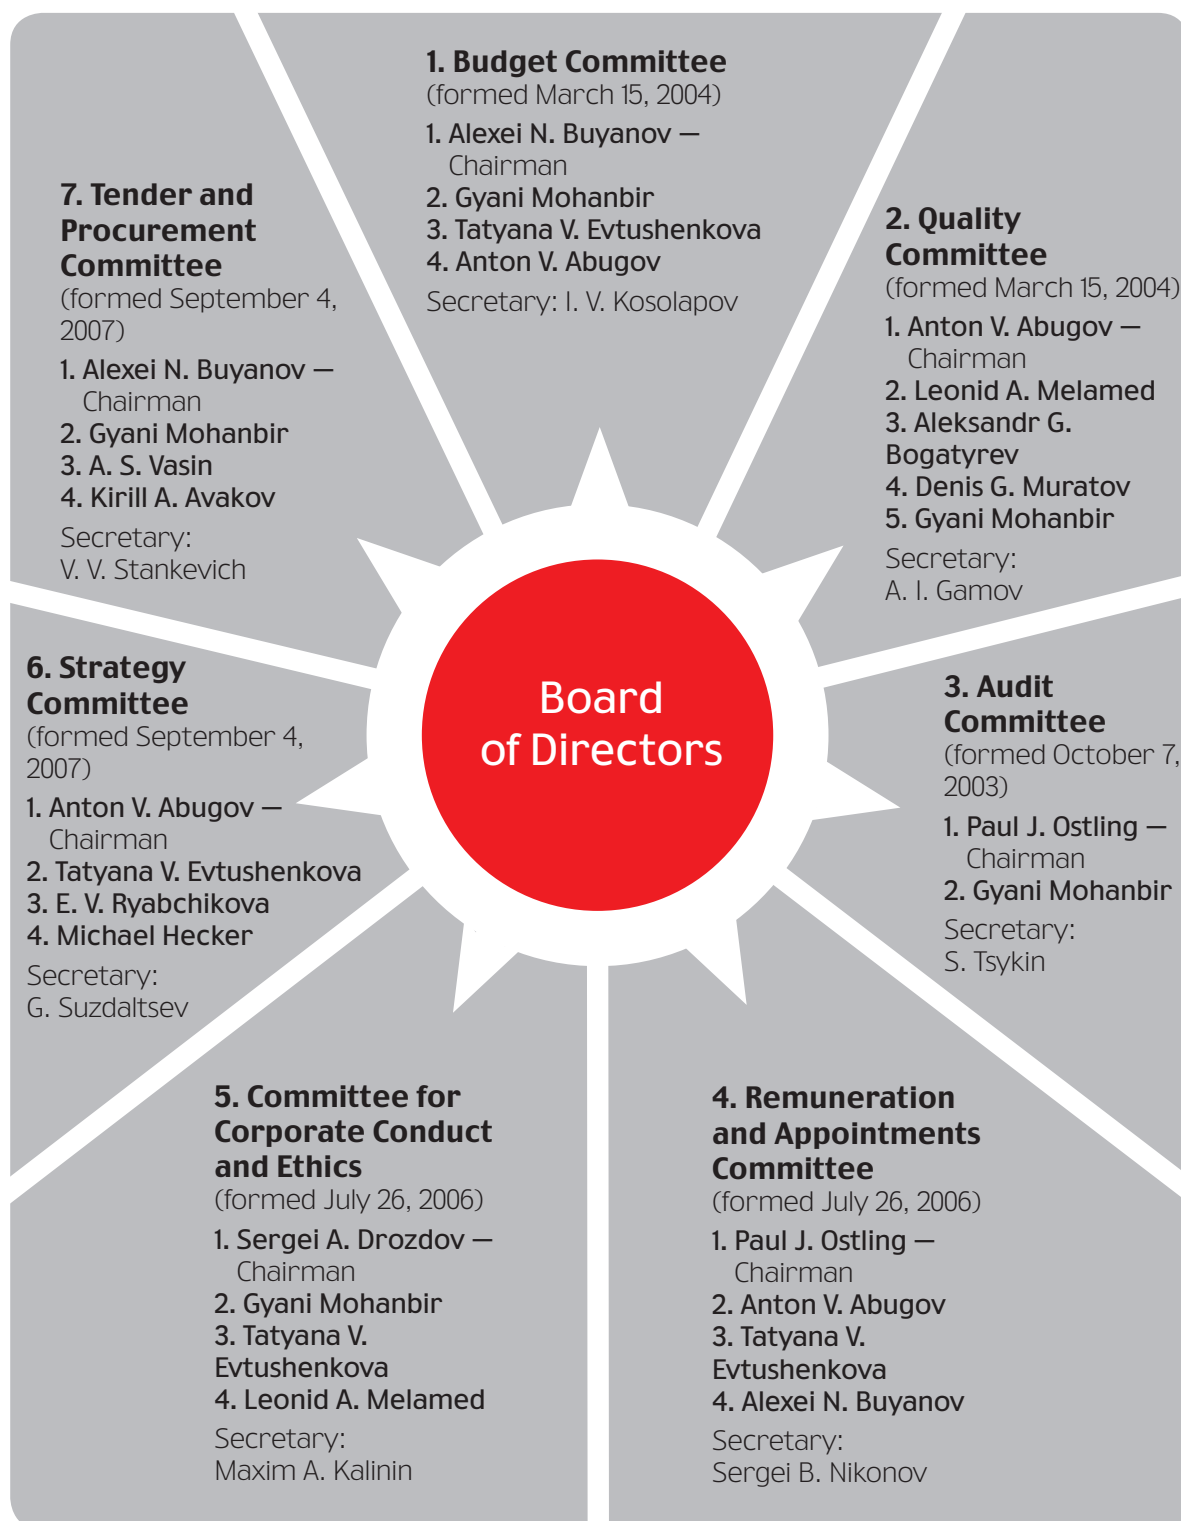 1. Budget Committee
(formed March 15, 2004)
1. Alexei N. Buyanov —
Chairman
2. Gyani Mohanbir
3. Tatyana V. Evtushenkova
4. Anton V. Abugov
Secretary: I. V. Kosolapov
2. Quality
Committee
(formed March 15, 2004)
1. Anton V. Abugov —
Chairman
2. Leonid A. Melamed
3. Aleksandr G.
Bogatyrev
4. Denis G. Muratov
5. Gyani Mohanbir
Secretary:
A. I. Gamov
3. Audit
Committee
(formed October 7,
2003)
1. Paul J. Ostling —
Chairman
2. Gyani Mohanbir
Secretary:
S. Tsykin
4. Remuneration
and Appointments
Committee
(formed July 26, 2006)
1. Paul J. Ostling —
Chairman
2. Anton V. Abugov
3. Tatyana V.
Evtushenkova
4. Alexei N. Buyanov
Secretary:
Sergei B. Nikonov
5. Committee for
Corporate Conduct
and Ethics
(formed July 26, 2006)
1. Sergei A. Drozdov —
Chairman
2. Gyani Mohanbir
3. Tatyana V.
Evtushenkova
4. Leonid A. Melamed
Secretary:
Maxim A. Kalinin
6. Strategy
Committee
(formed September 4,
2007)
1. Anton V. Abugov —
Chairman
2. Tatyana V. Evtushenkova
3. E. V. Ryabchikova
4. Michael Hecker
Secretary:
G. Suzdaltsev
7. Tender and
Procurement
Committee
(formed September 4,
2007)
1. Alexei N. Buyanov —
Chairman
2. Gyani Mohanbir
3. A. S. Vasin
4. Kirill A. Avakov
Secretary:
V. V. Stankevich
Board
of Directors